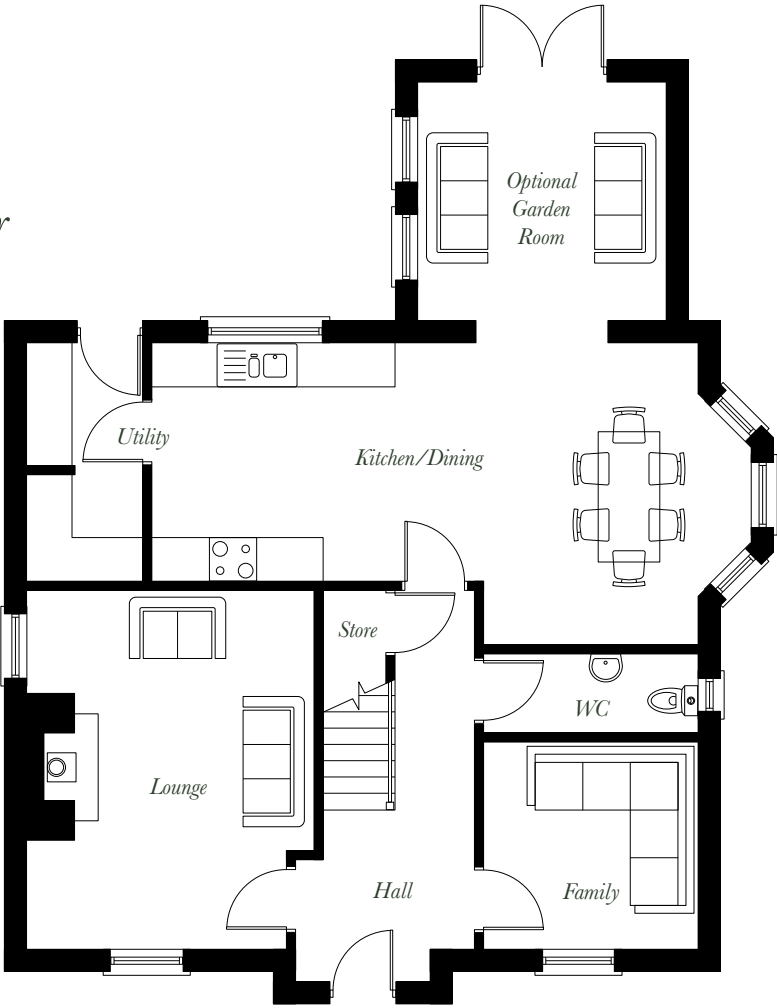 Optional
Garden
Room
Utility
Kitchen/Dining
Store
WC
Lounge
Hall
Family